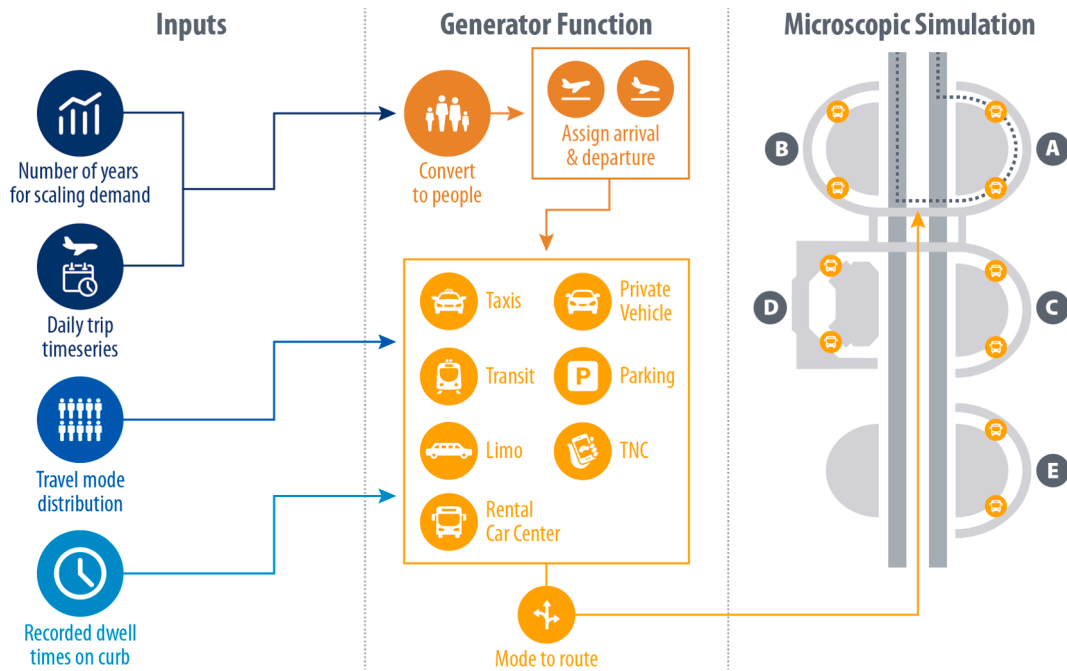 Inputs
Generator Function
Microscopic Simulation
Number of years
for scaling demand
Daily trip
timeseries
Travel mode
distribution
Recorded dwell
times on curb
Convert
to people
Assign arrival
& departure
Taxis
Private
Vehicle
Transit
P
Parking
Limo
TNC
Rental
Car Center
Mode to route
B
A
D
C
E